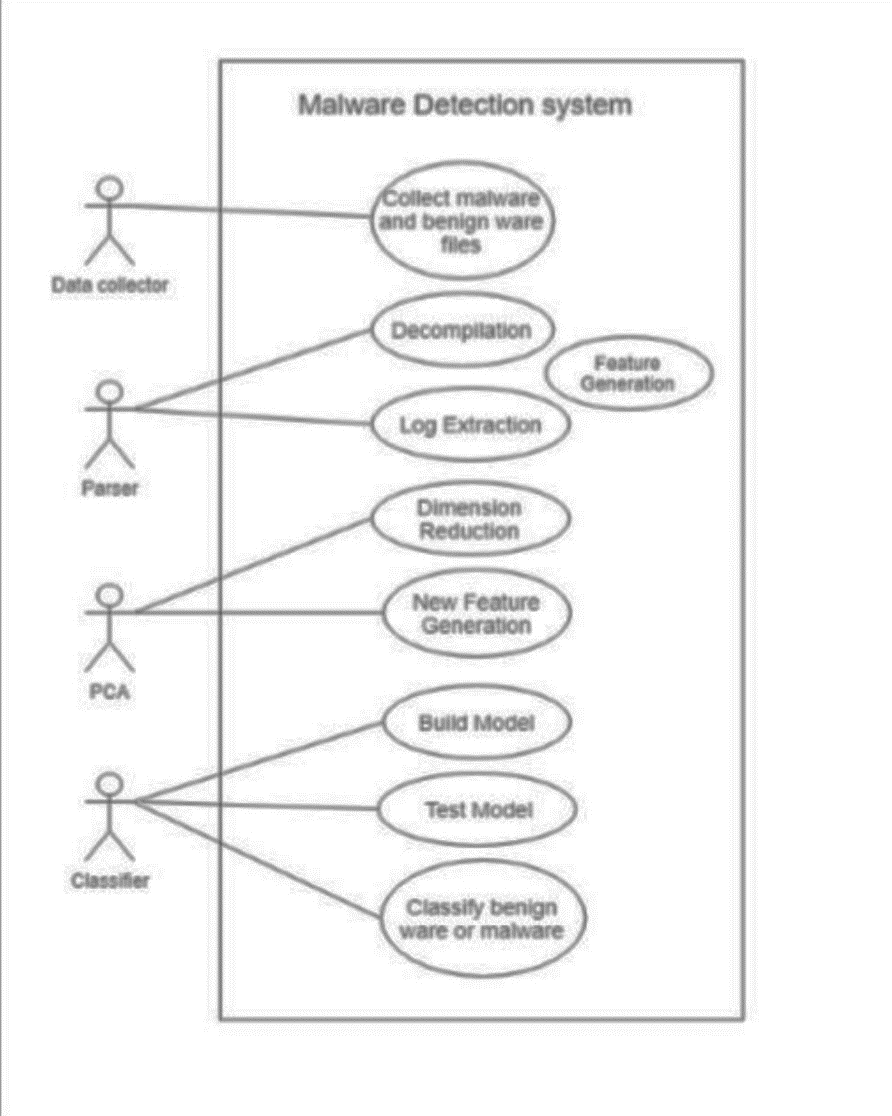 Malware Detection system
Collect malware
and benign ware
files
Data collector
Decompilation
Feature
Generation
Log Extraction
Parser
Dimension
Reduction
New Feature
Generation
PCA
Build Model
Test Model
Classifier
Classify benign
ware or malware